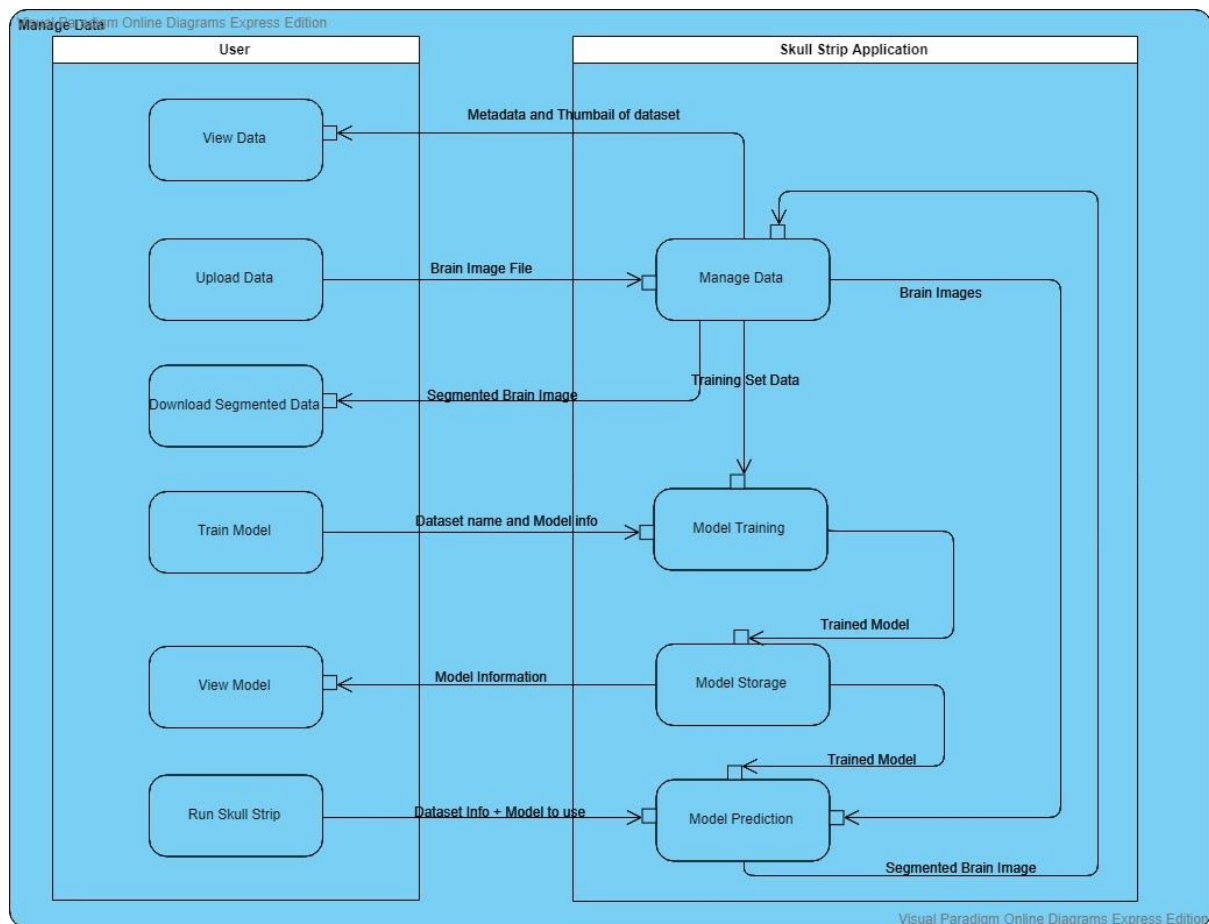 Visual Paradigm Online Diagrams Express Edition
Manage Data
User
Skull Strip Application
Metadata and Thumbail of dataset
View Data
Upload Data
Brain Image File
Manage Data
Brain Images
Training Set Data
Download Segmented Data
Segmented Brain Image
Train Model
Dataset name and Model info
Model Training
Trained Model
View Model
Model Information
Model Storage
Trained Model
Run Skull Strip
Dataset Info + Model to use
Model Prediction
Segmented Brain Image
Visual Paradigm Online Diagrams Express Edition